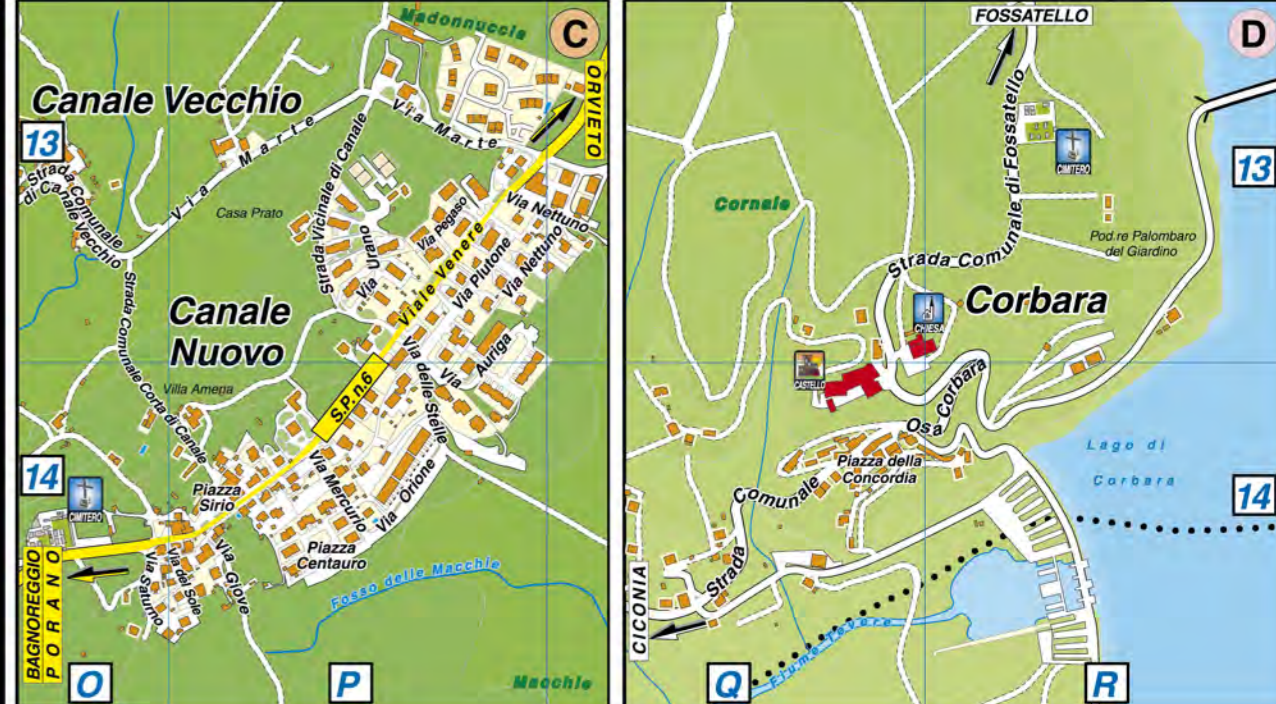 Madonnuccia
C
ORVIETO
Canale Vecchio
13
Via Marte
Via Marte
Strada Comunale
di Canale Vecchio
Casa Prato
Strada Vicinale di Canale
Via Urano
Via Pegaso
Viale Venere
Via Nettuno
Via Plutone
Via Nettuno
Strada Comunale Corta di Canale
Canale
Nuovo
Villa Amena
S.P. n.6
Via delle Stelle
Via Auriga
14
CIMITERO
Piazza
Sirio
Via Mercurio
Via Orione
Piazza
Centauro
Via Saturno
Via del Sole
Via Giove
Fosso delle Macchie
BAGNOREGIO
PORANO
O
P
Macchie
FOSSATELLO
D
Strada Comunale di Fossatello
CIMITERO
13
Cornale
Pod.re Palombaro
del Giardino
Corbara
CHIESA
CASTELLO
Strada Comunale Osa Corbara
Piazza della
Concordia
Lago di
Corbara
14
CICONIA
Fiume Tevere
Q
R